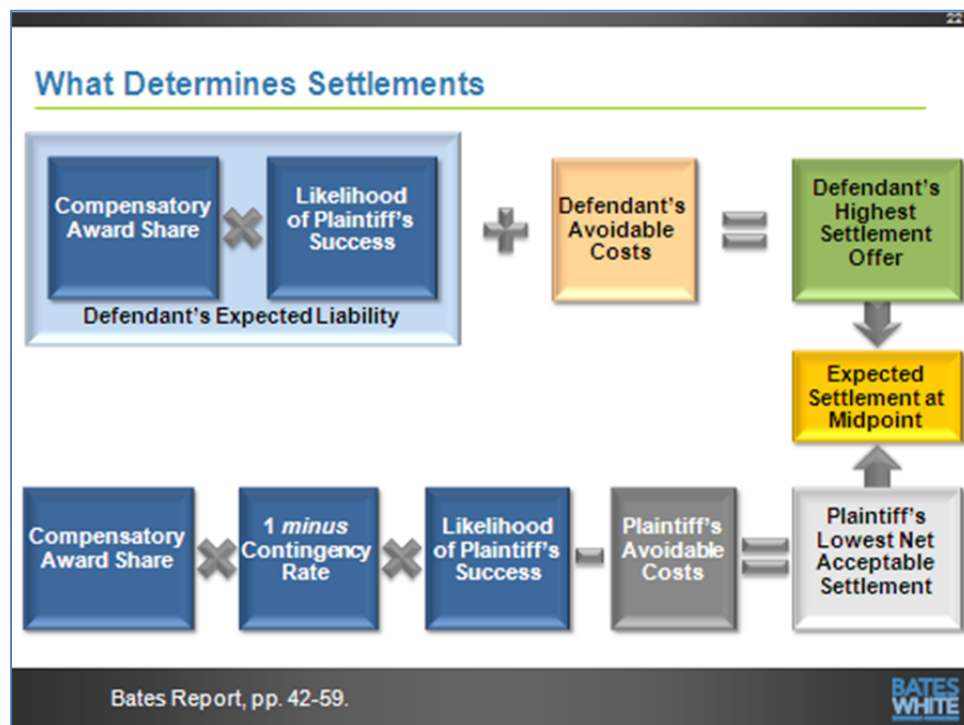 22
What Determines Settlements
Compensatory
Award Share
Likelihood
of Plaintiff's
Success
Defendant's Expected Liability
Defendant's
Avoidable
Costs
Defendant's
Highest
Settlement
Offer
Expected
Settlement at
Midpoint
Compensatory
Award Share
1 minus
Contingency
Rate
Likelihood
of Plaintiff's
Success
Plaintiff's
Avoidable
Costs
Plaintiff's
Lowest Net
Acceptable
Settlement
Bates Report, pp. 42-59.
BATES
WHITE